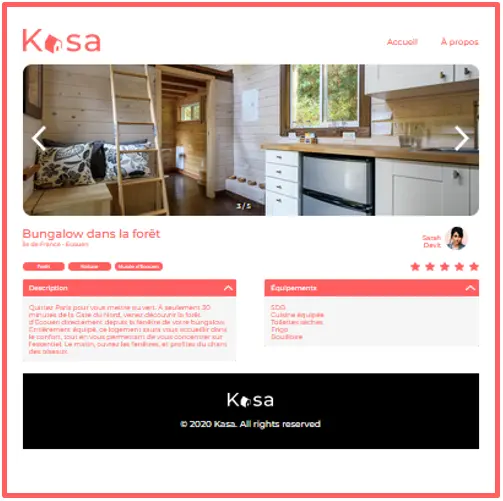 Kasa
Accueil À propos
3/5
Bungalow dans la forêt
Île de France - Ecouen
Sarah
Davit
Forêt Nature Musée d'Ecouen
Description
Équipements
Quittez Paris pour vous mettre au vert. À seulement 30
minutes de la Gare du Nord, venez découvrir la forêt
d'Ecouen directement depuis la fenêtre de votre bungalow.
Entièrement équipé, ce logement saura vous accueillir dans
le confort, tout en vous permettant de vous concentrer sur
l'essentiel. Le matin, ouvrez les fenêtres, et profitez du chant
des oiseaux
SDG
Cuisine équipée
Toilettes sèches
Frigo
Bouilloire
Kasa
© 2020 Kasa. All rights reserved